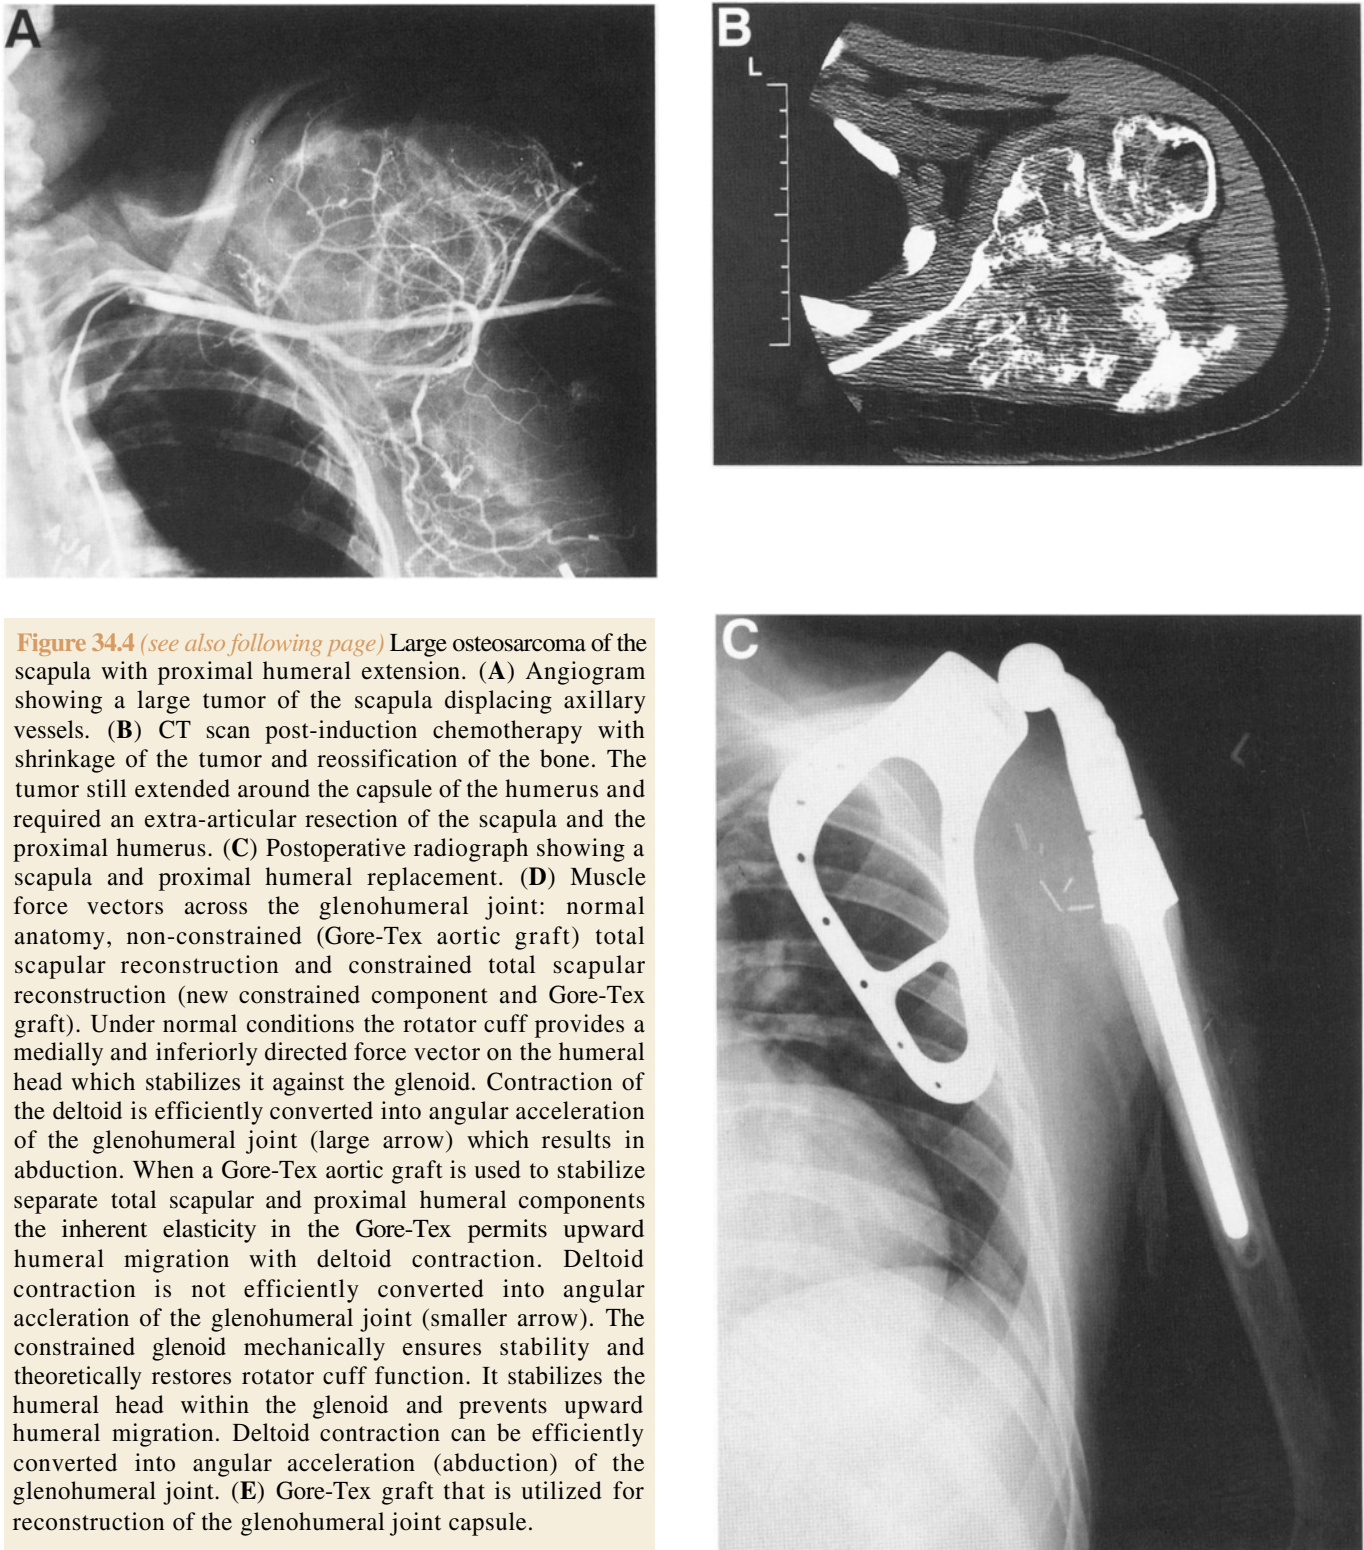 A
B
L
Figure 34.4 (see also following page) Large osteosarcoma of the
scapula with proximal humeral extension. (A) Angiogram
showing a large tumor of the scapula displacing axillary
vessels. (B) CT scan post-induction chemotherapy with
shrinkage of the tumor and reossification of the bone. The
tumor still extended around the capsule of the humerus and
required an extra-articular resection of the scapula and the
proximal humerus. (C) Postoperative radiograph showing a
scapula and proximal humeral replacement. (D) Muscle
force vectors across the glenohumeral joint: normal
anatomy, non-constrained (Gore-Tex aortic graft) total
scapular reconstruction and constrained total scapular
reconstruction (new constrained component and Gore-Tex
graft). Under normal conditions the rotator cuff provides a
medially and inferiorly directed force vector on the humeral
head which stabilizes it against the glenoid. Contraction of
the deltoid is efficiently converted into angular acceleration
of the glenohumeral joint (large arrow) which results in
abduction. When a Gore-Tex aortic graft is used to stabilize
separate total scapular and proximal humeral components
the inherent elasticity in the Gore-Tex permits upward
humeral migration with deltoid contraction. Deltoid
contraction is not efficiently converted into angular
accleration of the glenohumeral joint (smaller arrow). The
constrained glenoid mechanically ensures stability and
theoretically restores rotator cuff function. It stabilizes the
humeral head within the glenoid and prevents upward
humeral migration. Deltoid contraction can be efficiently
converted into angular acceleration (abduction) of the
glenohumeral joint. (E) Gore-Tex graft that is utilized for
reconstruction of the glenohumeral joint capsule.
C
L